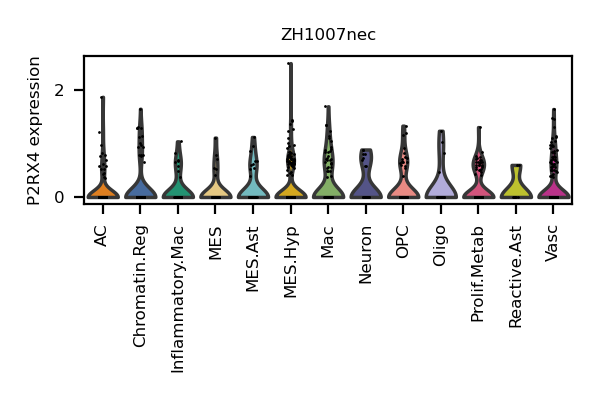 ZH1007nec
P2RX4 expression
2
0
AC
Chromatin.Reg
Inflammatory.Mac
MES
MES.Ast
MES.Hyp
Mac
Neuron
OPC
Oligo
Prolif.Metab
Reactive.Ast
Vasc